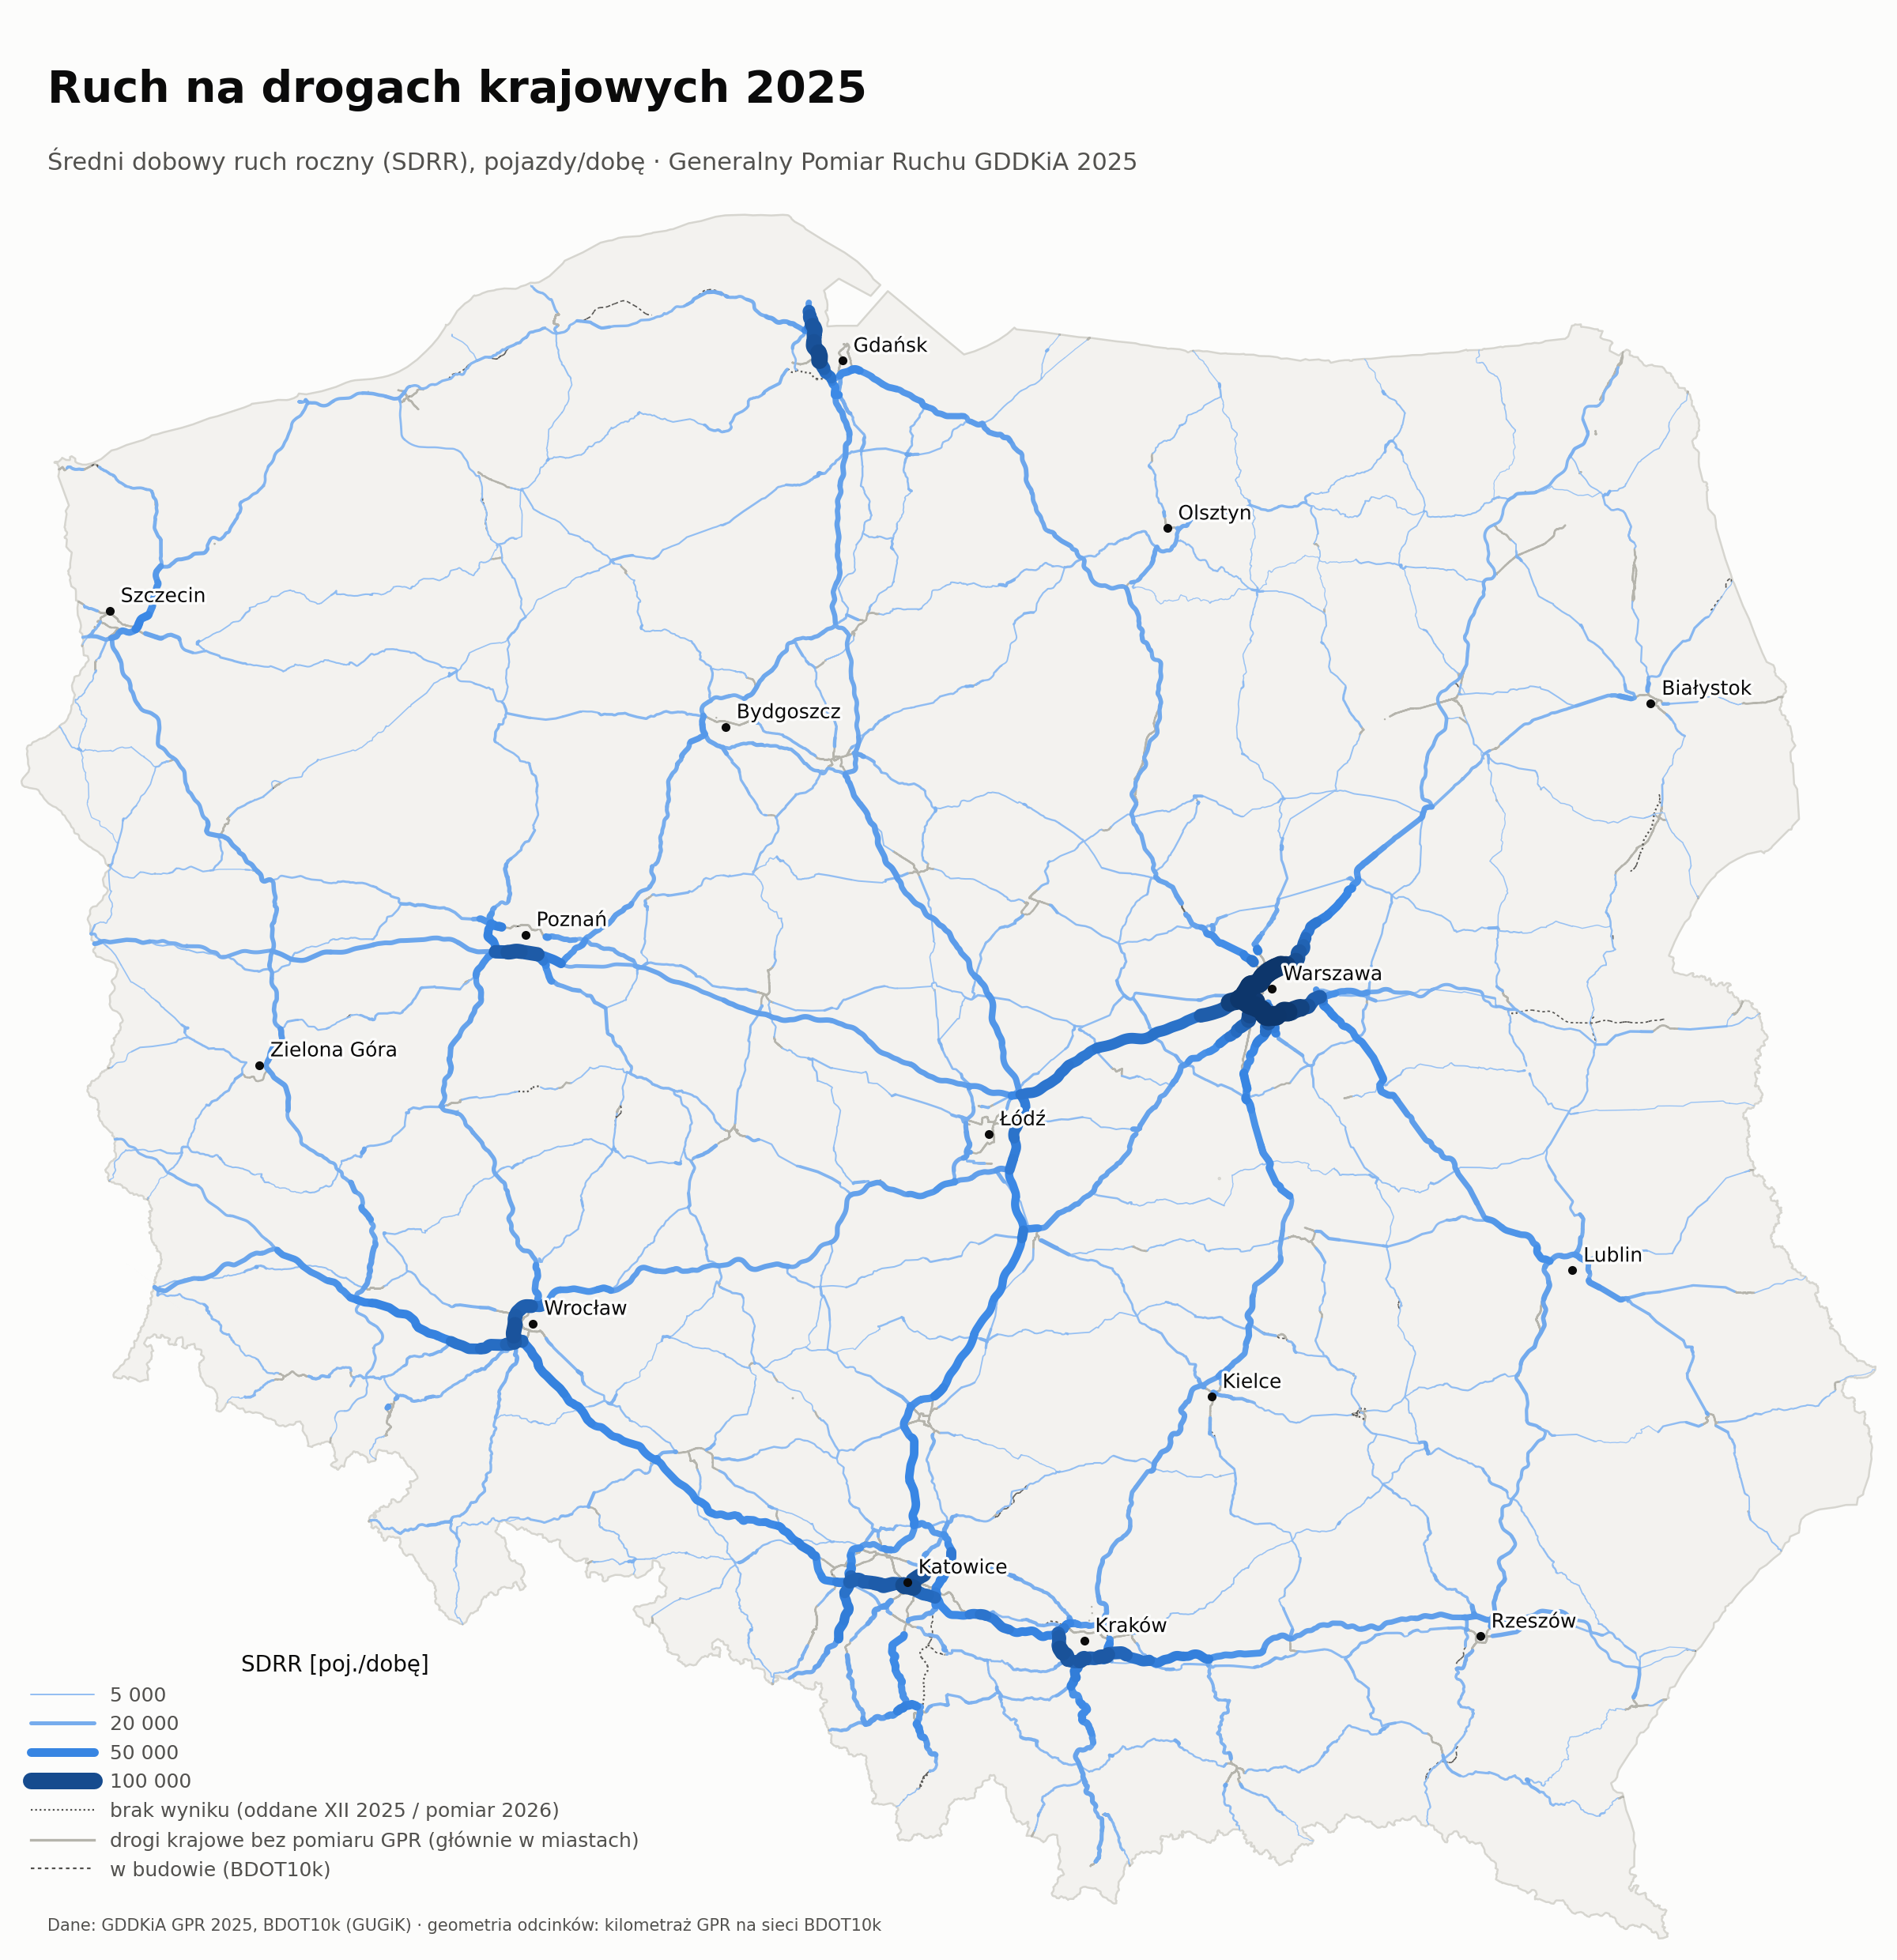 Ruch na drogach krajowych 2025
Średni dobowy ruch roczny (SDRR), pojazdy/dobę · Generalny Pomiar Ruchu GDDKiA 2025
Gdańsk
Olsztyn
Szczecin
Białystok
Bydgoszcz
Poznań
Warszawa
Zielona Góra
Łódź
Lublin
Wrocław
Kielce
Katowice
Rzeszów
Kraków
SDRR [poj./dobę]
5 000
20 000
50 000
100 000
brak wyniku (oddane XII 2025 / pomiar 2026)
drogi krajowe bez pomiaru GPR (głównie w miastach)
w budowie (BDOT10k)
Dane: GDDKiA GPR 2025, BDOT10k (GUGiK) · geometria odcinków: kilometraż GPR na sieci BDOT10k